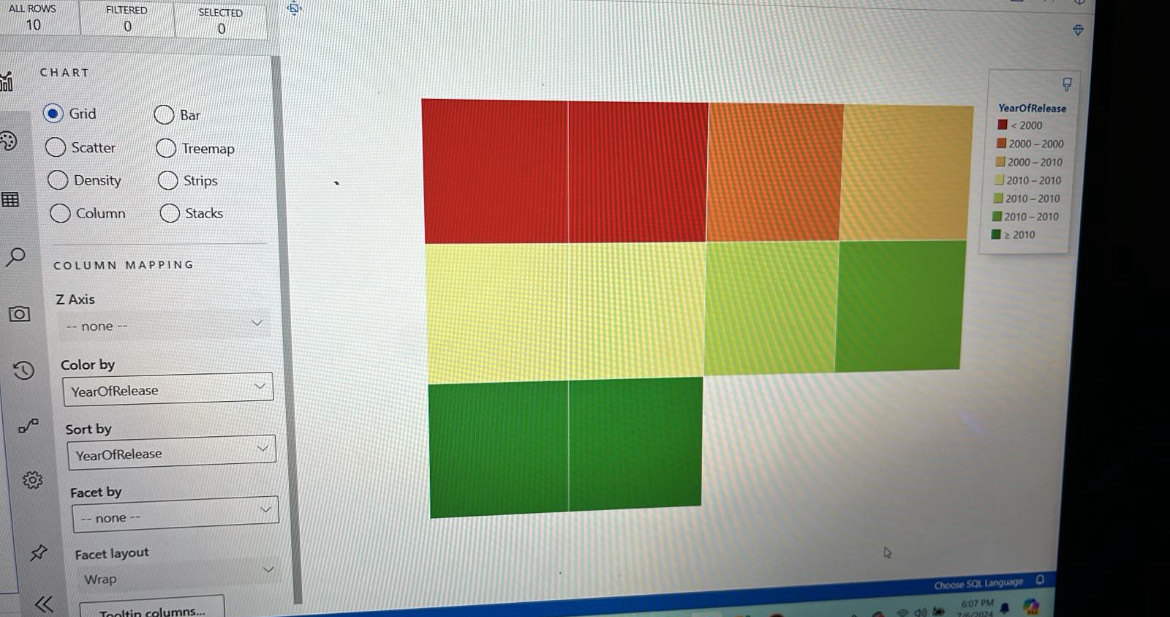 ALL ROWS
10
FILTERED
0
SELECTED
0
CHART
Grid
Bar
Scatter
Treemap
Density
Strips
Column
Stacks
COLUMN MAPPING
Z Axis
-- none --
Color by
YearOfRelease
Sort by
YearOfRelease
Facet by
-- none --
Facet layout
Wrap
Tooltip columns...
YearOfRelease
< 2000
2000 – 2000
2000 – 2010
2010 – 2010
2010 – 2010
2010 – 2010
≥ 2010
Choose SQL Language
6:07 PM